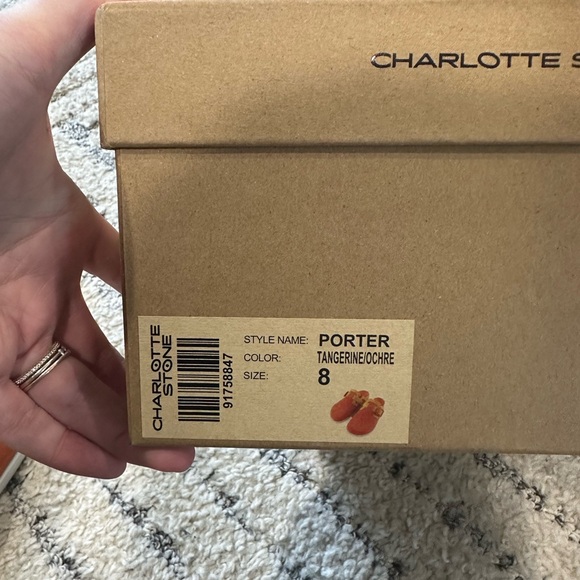 CHARLOTTE S
CHARLOTTE
STONE
91758847
STYLE NAME: PORTER
COLOR: TANGERINE/OCHRE
SIZE: 8